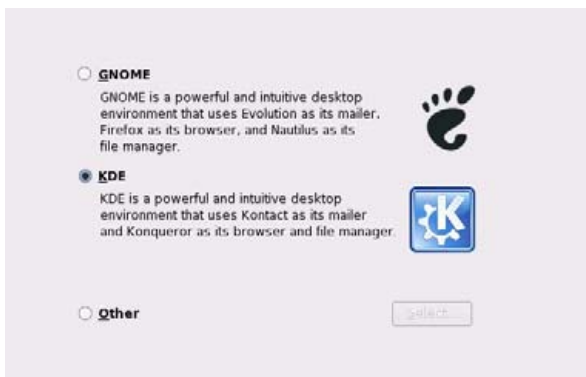 GNOME
GNOME is a powerful and intuitive desktop
environment that uses Evolution as its mailer,
Firefox as its browser, and Nautilus as its
file manager.
KDE
KDE is a powerful and intuitive desktop
environment that uses Kontact as its mailer
and Konqueror as its browser and file manager.
K
Other
Select...